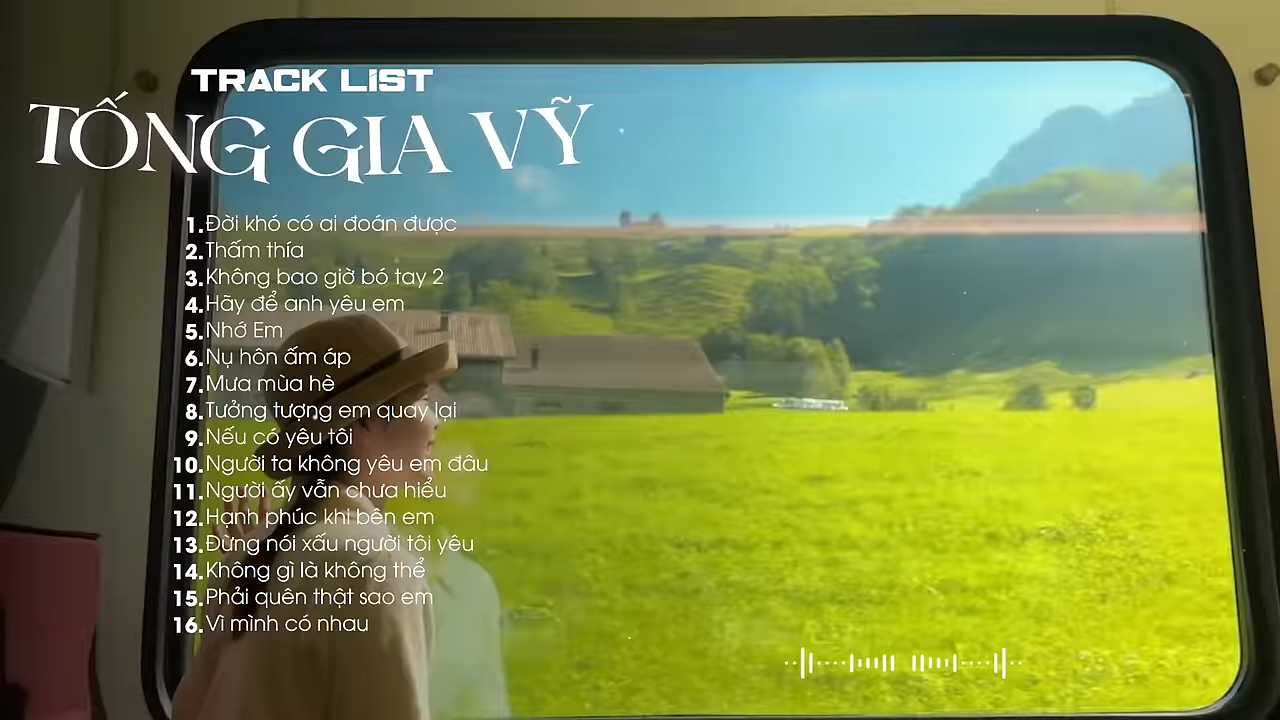 TRACK LIST
TỐNG GIA VỸ
1. Đời khó có ai đoán được
2. Thấm thía
3. Không bao giờ bó tay 2
4. Hãy để anh yêu em
5. Nhớ Em
6. Nụ hôn ấm áp
7. Mưa mùa hè
8. Tưởng tượng em quay lại
9. Nếu có yêu tôi
10. Người ta không yêu em đâu
11. Người ấy vẫn chưa hiểu
12. Hạnh phúc khi bên em
13. Đừng nói xấu người tôi yêu
14. Không gì là không thể
15. Phải quên thật sao em
16. Vì mình có nhau